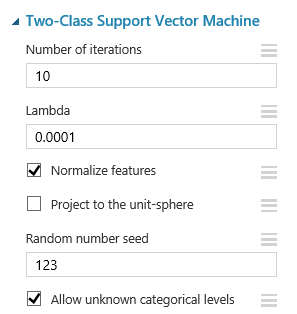 Two-Class Support Vector Machine
Number of iterations
10
Lambda
0.0001
Normalize features
Project to the unit-sphere
Random number seed
123
Allow unknown categorical levels